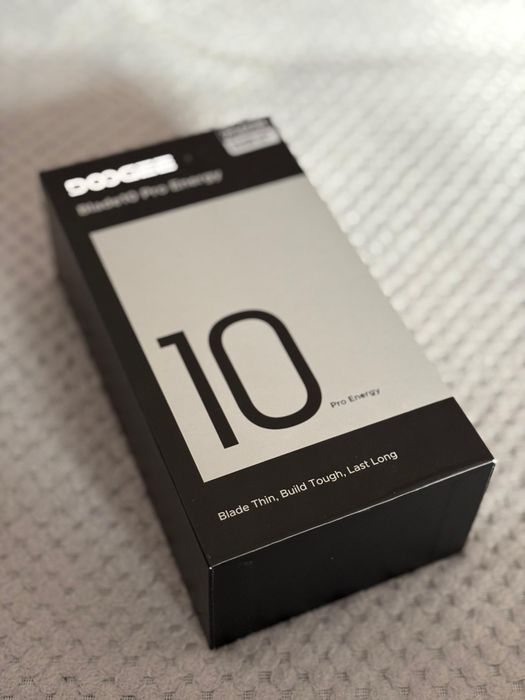 DOOGEE
Blade10 Pro Energy
10
Pro Energy
Blade Thin, Build Tough, Last Long